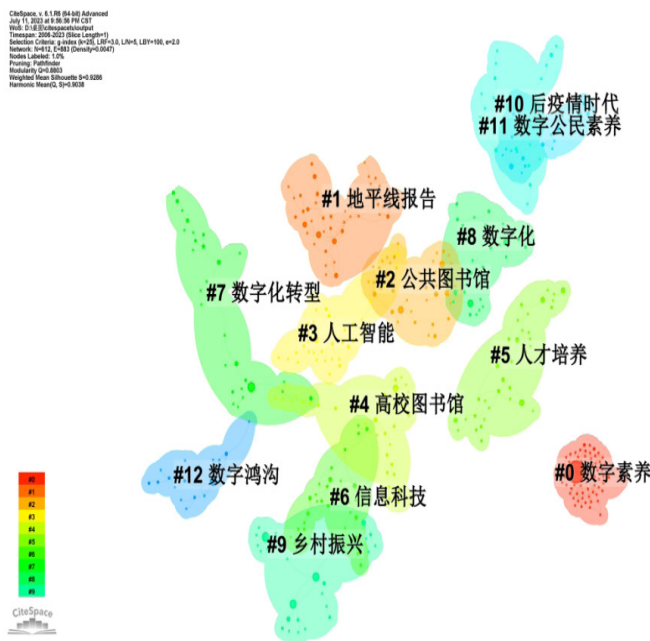 CiteSpace, v. 6.1.R6 (64-bit) Advanced
July 11, 2023 at 8:56:56 PM CST
Timespan: 2006-2023 (Slice Length=1)
Selection Criteria: g-index (k=25), LRF=3.0, L/N=5, LBY=100, e=2.0
Network: N=612, E=883 (Density=0.0047)
Nodes Labeled: 1.0%
Pruning: Pathfinder
Modularity Q=0.8803
Weighted Mean Silhouette S=0.9286
Harmonic Mean(Q, S)=0.9038
#10 后疫情时代
#11 数字公民素养
#1 地平线报告
#8 数字化
#2 公共图书馆
#7 数字化转型
#3 人工智能
#5 人才培养
#4 高校图书馆
#12 数字鸿沟
#0 数字素养
#6 信息科技
#9 乡村振兴
#0
#1
#2
#3
#4
#5
#6
#7
#8
#9
CiteSpace